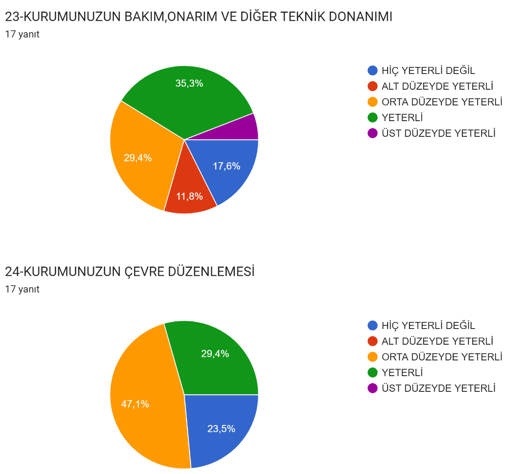 23-KURUMUNUZUN BAKIM,ONARIM VE DİĞER TEKNİK DONANIMI
17 yanıt
HİÇ YETERLİ DEĞİL
ALT DÜZEYDE YETERLİ
ORTA DÜZEYDE YETERLİ
YETERLİ
ÜST DÜZEYDE YETERLİ
35,3%
29,4%
17,6%
11,8%
24-KURUMUNUZUN ÇEVRE DÜZENLEMESİ
17 yanıt
HİÇ YETERLİ DEĞİL
ALT DÜZEYDE YETERLİ
ORTA DÜZEYDE YETERLİ
YETERLİ
ÜST DÜZEYDE YETERLİ
29,4%
47,1%
23,5%